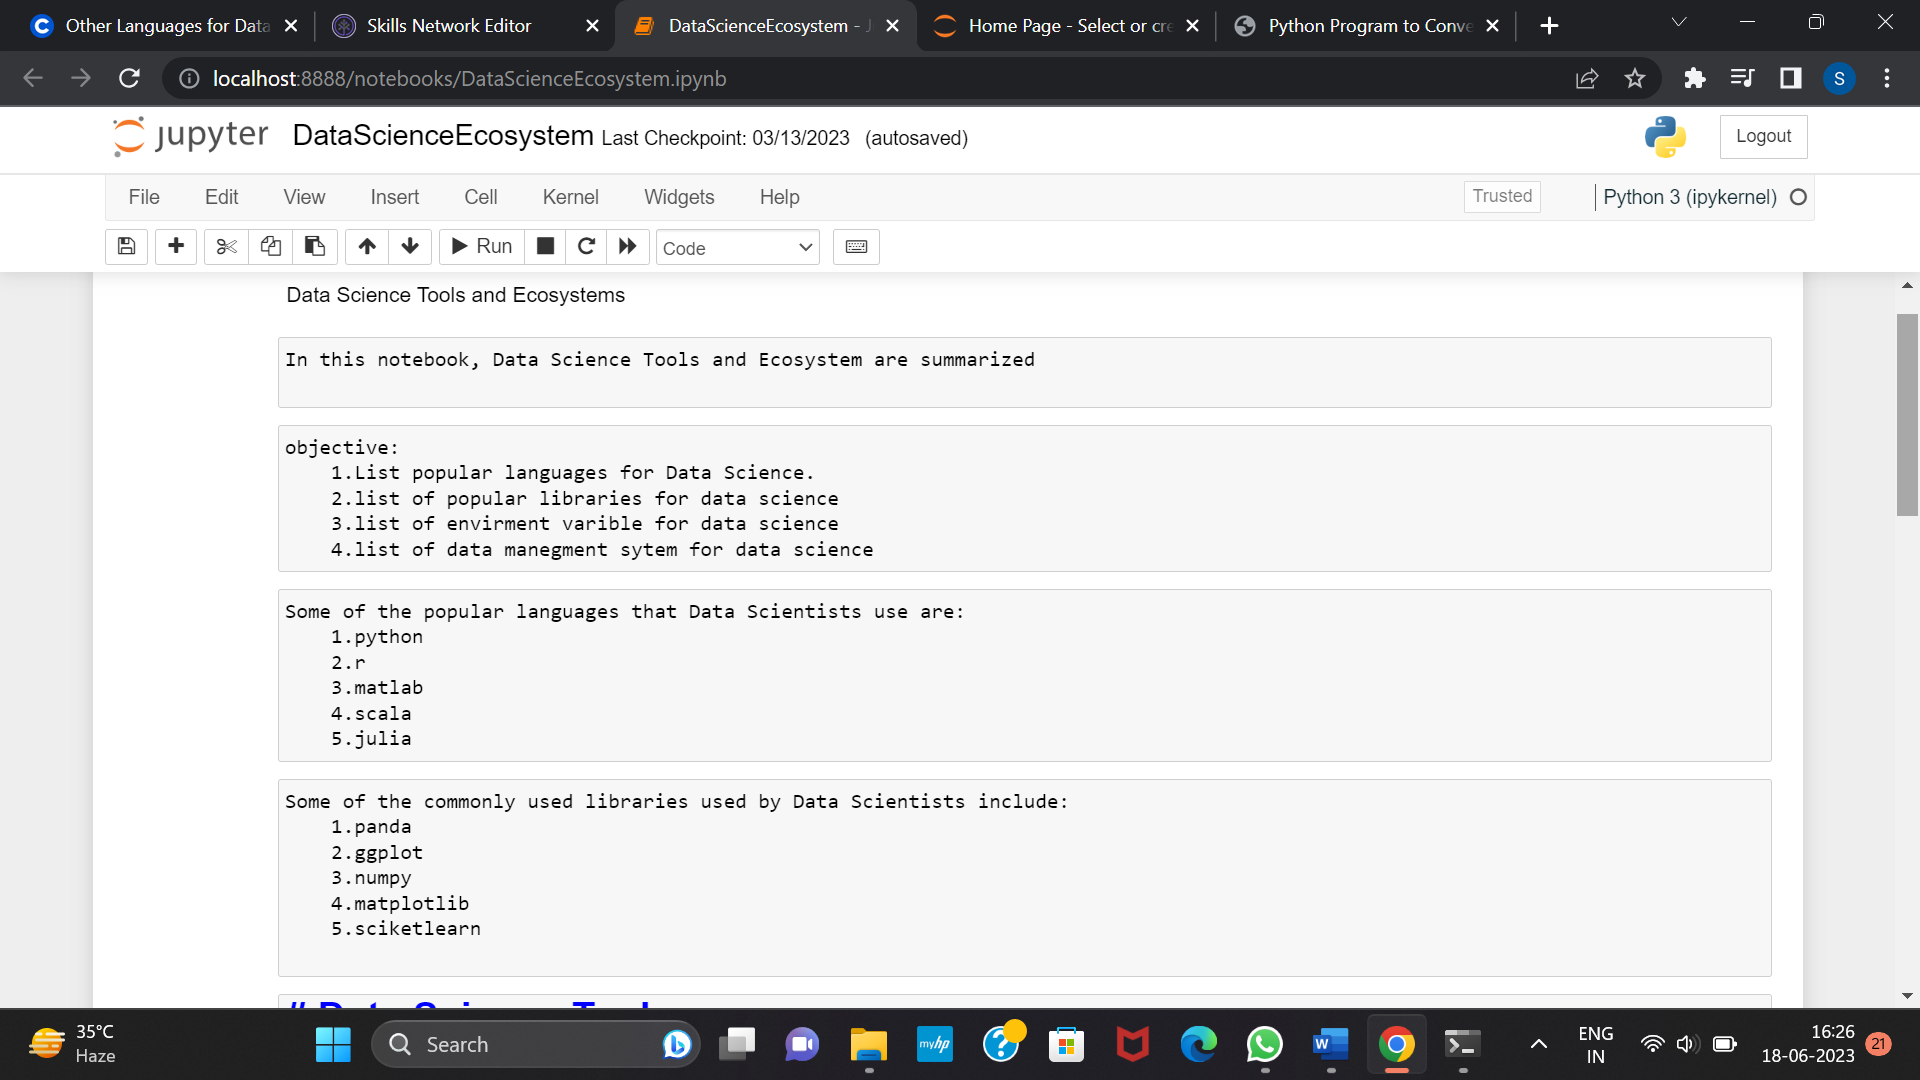 Other Languages for Data
Skills Network Editor
DataScienceEcosystem - J
Home Page - Select or cre
Python Program to Conve
localhost:8888/notebooks/DataScienceEcosystem.ipynb
S
jupyter DataScienceEcosystem Last Checkpoint: 03/13/2023 (autosaved)
Logout
File Edit View Insert Cell Kernel Widgets Help
Trusted
Python 3 (ipykernel)
Run
Code
Data Science Tools and Ecosystems
In this notebook, Data Science Tools and Ecosystem are summarized
objective:
1.List popular languages for Data Science.
2.list of popular libraries for data science
3.list of envirment varible for data science
4.list of data manegment sytem for data science
Some of the popular languages that Data Scientists use are:
1.python
2.r
3.matlab
4.scala
5.julia
Some of the commonly used libraries used by Data Scientists include:
1.panda
2.ggplot
3.numpy
4.matplotlib
5.sciketlearn
35°C
Haze
Search
myhp
W
ENG
IN
16:26
18-06-2023
21